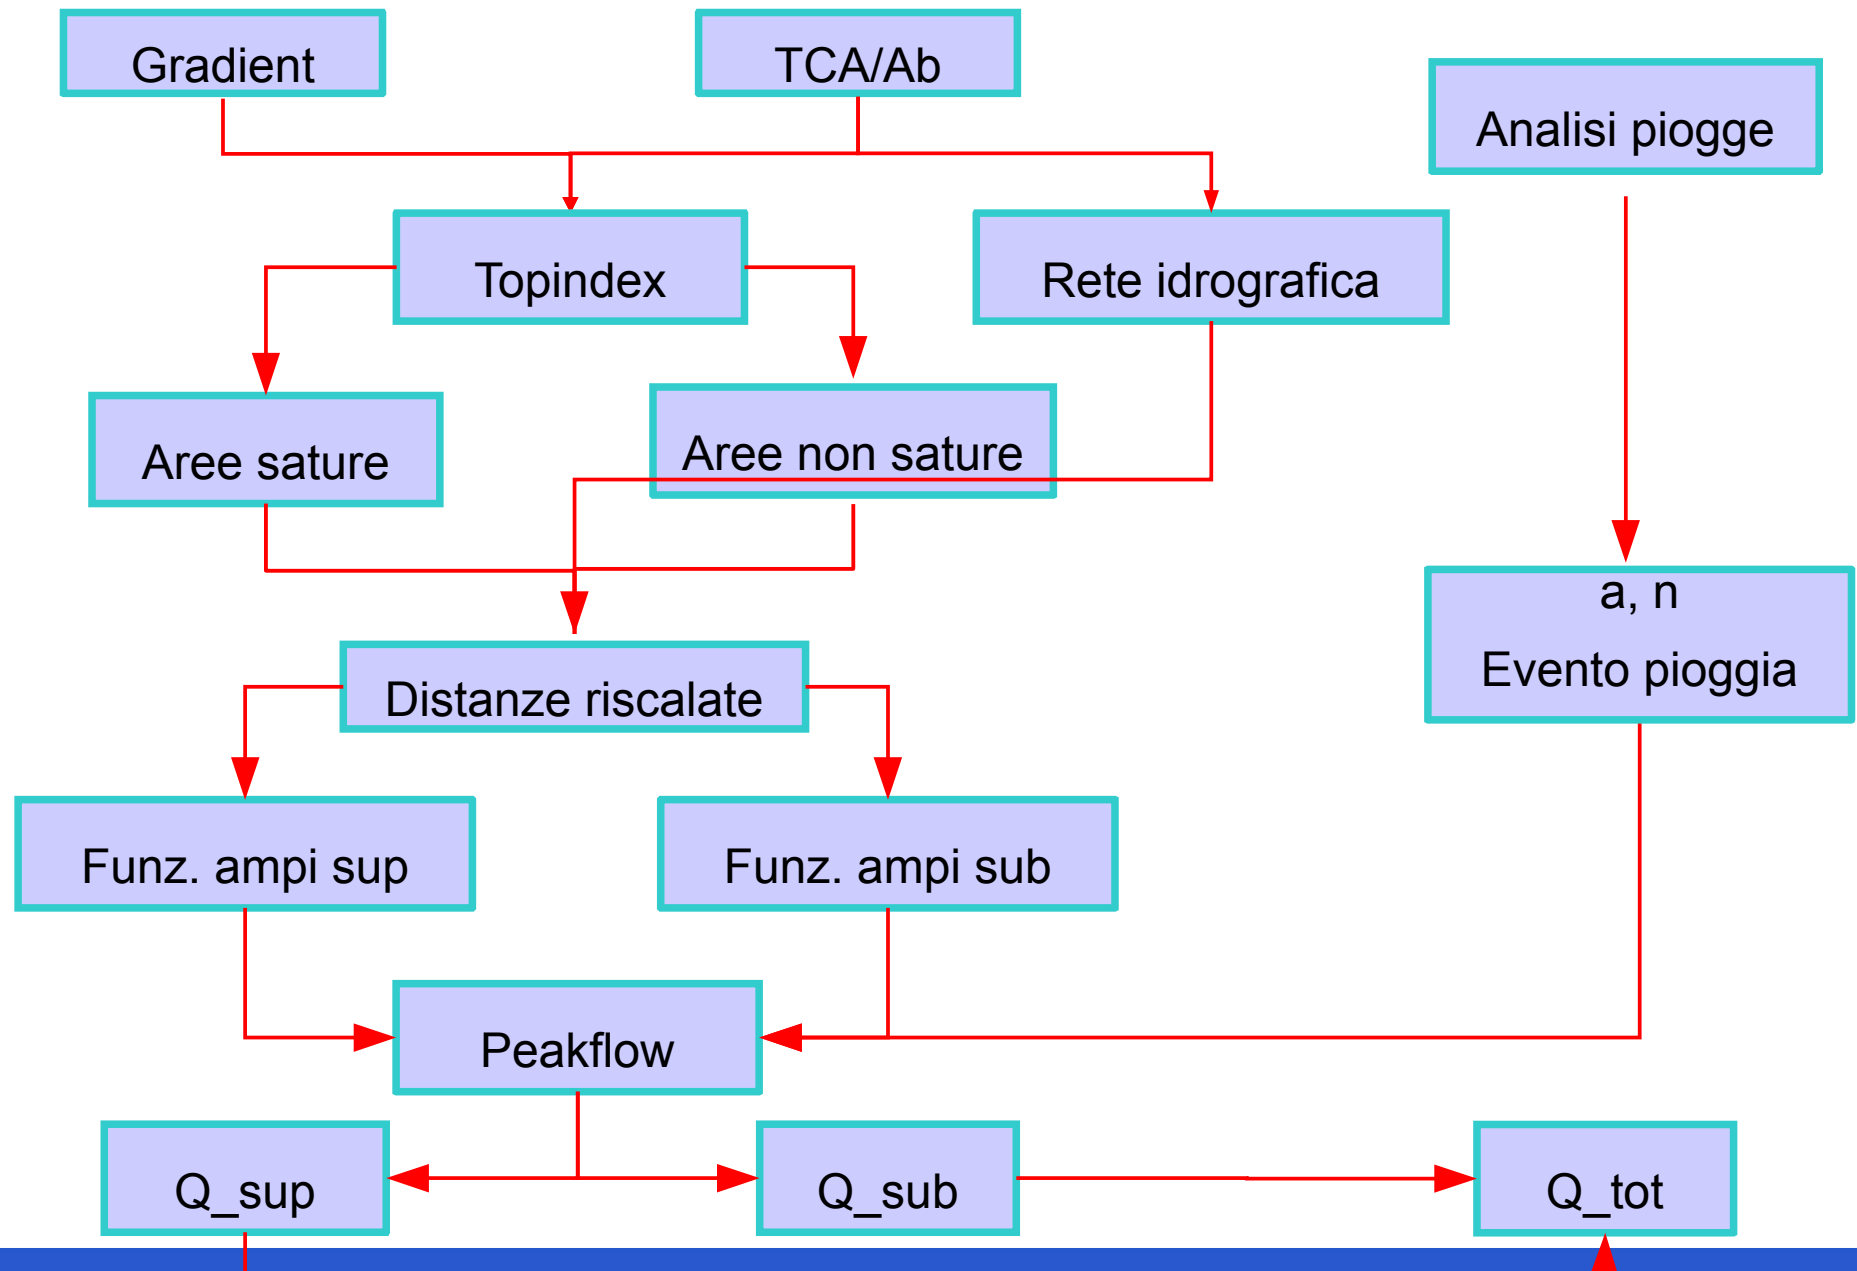 Gradient
TCA/Ab
Analisi piogge
Topindex
Rete idrografica
Aree sature
Aree non sature
a, n
Evento pioggia
Distanze riscalate
Funz. ampi sup
Funz. ampi sub
Peakflow
Q_sup
Q_sub
Q_tot